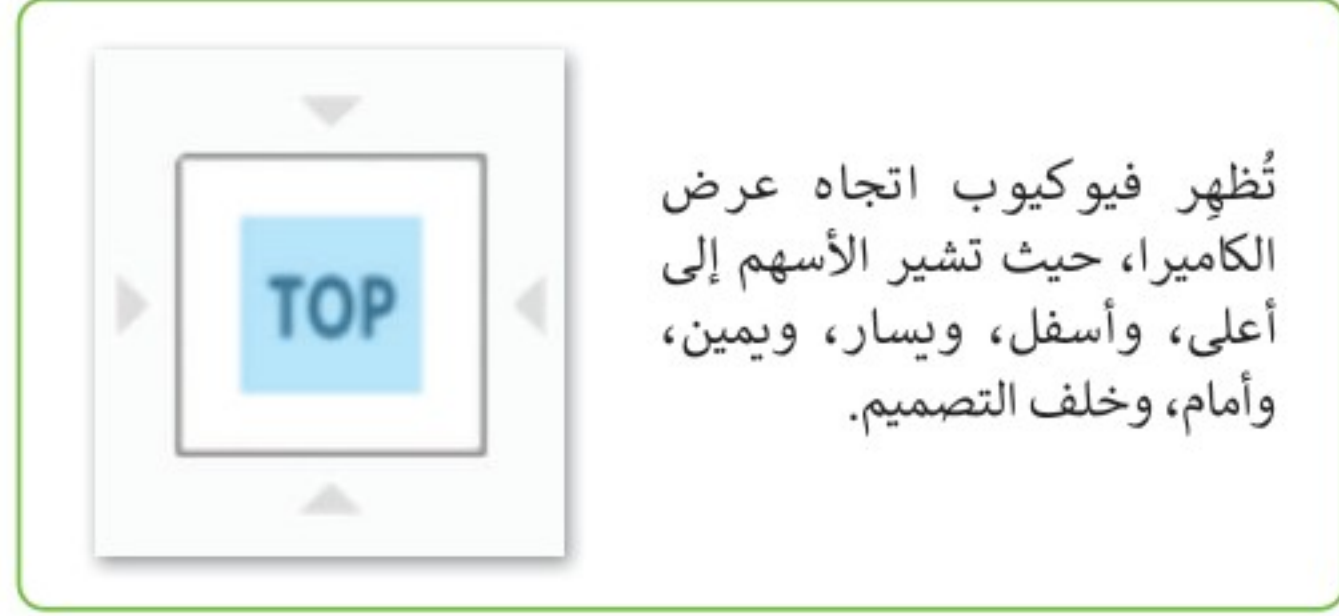 تُظهِر فيوكيوب اتجاه عرض
الكاميرا، حيث تشير الأسهم إلى
أعلى، وأسفل، ويسار، ويمين،
وأمام، وخلف التصميم.
TOP